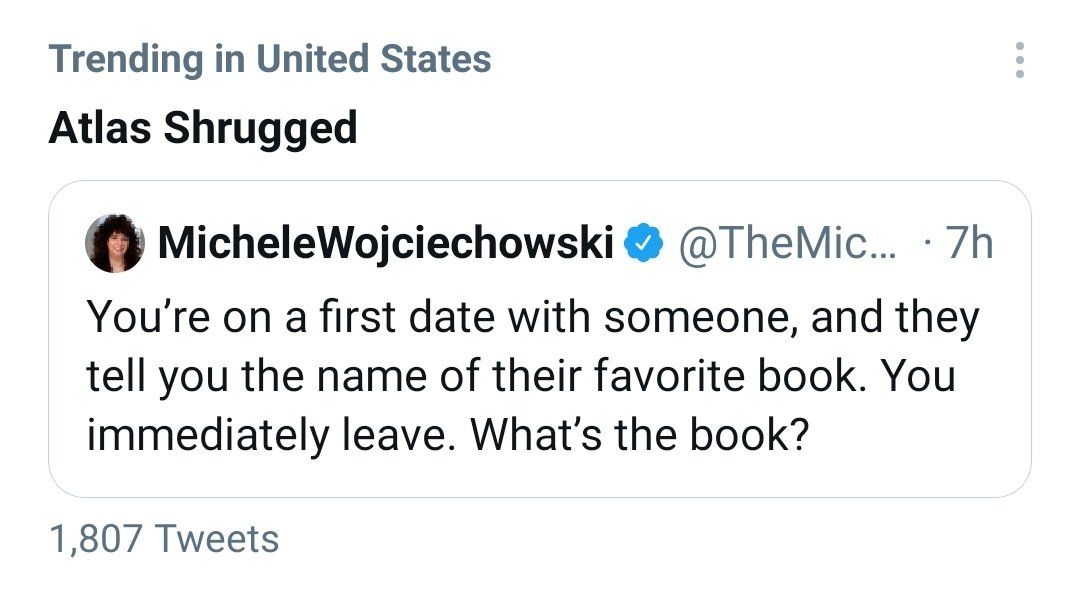 Trending in United States
Atlas Shrugged
MicheleWojciechowski @TheMic... · 7h
You’re on a first date with someone, and they
tell you the name of their favorite book. You
immediately leave. What’s the book?
1,807 Tweets